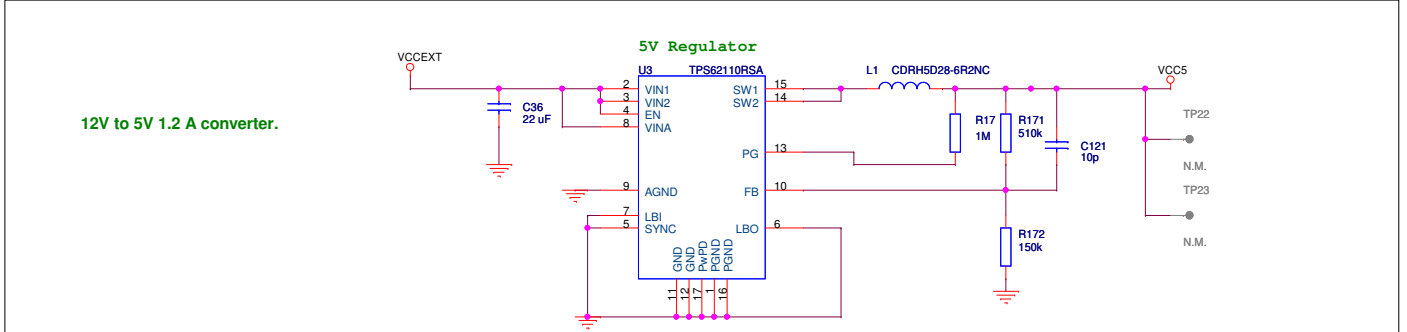 5V Regulator
VCCEXT
U3 TPS62110RSA
L1 CDRH5D28-6R2NC
VCC5
2 VIN1
3 VIN2
4 EN
8 VINA
SW1 15
SW2 14
C36
22 uF
12V to 5V 1.2 A converter.
R17
1M
R171
510k
C121
10p
TP22
N.M.
PG 13
9 AGND
FB 10
TP23
N.M.
7 LBI
5 SYNC
LBO 6
R172
150k
GND
GND
PwPD
PGND
PGND
11
12
17
1
16